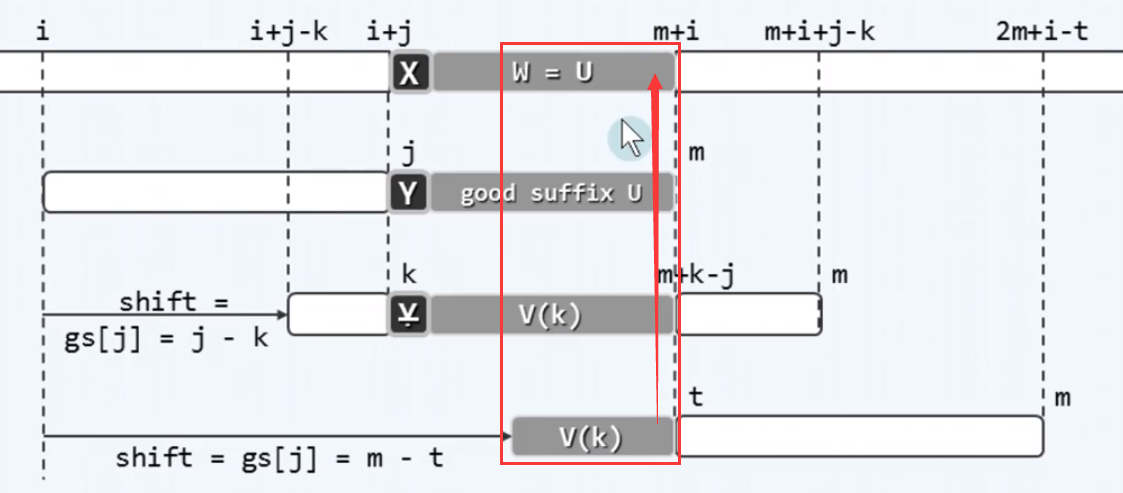 i i+j-k i+j m+i m+i+j-k 2m+i-t
X W = U
j m
Y good suffix U
k m+k-j m
shift =
gs[j] = j - k
¥ V(k)
t m
V(k)
shift = gs[j] = m - t